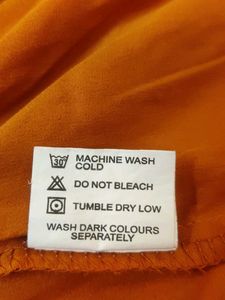 30° MACHINE WASH
COLD
DO NOT BLEACH
TUMBLE DRY LOW
WASH DARK COLOURS
SEPARATELY